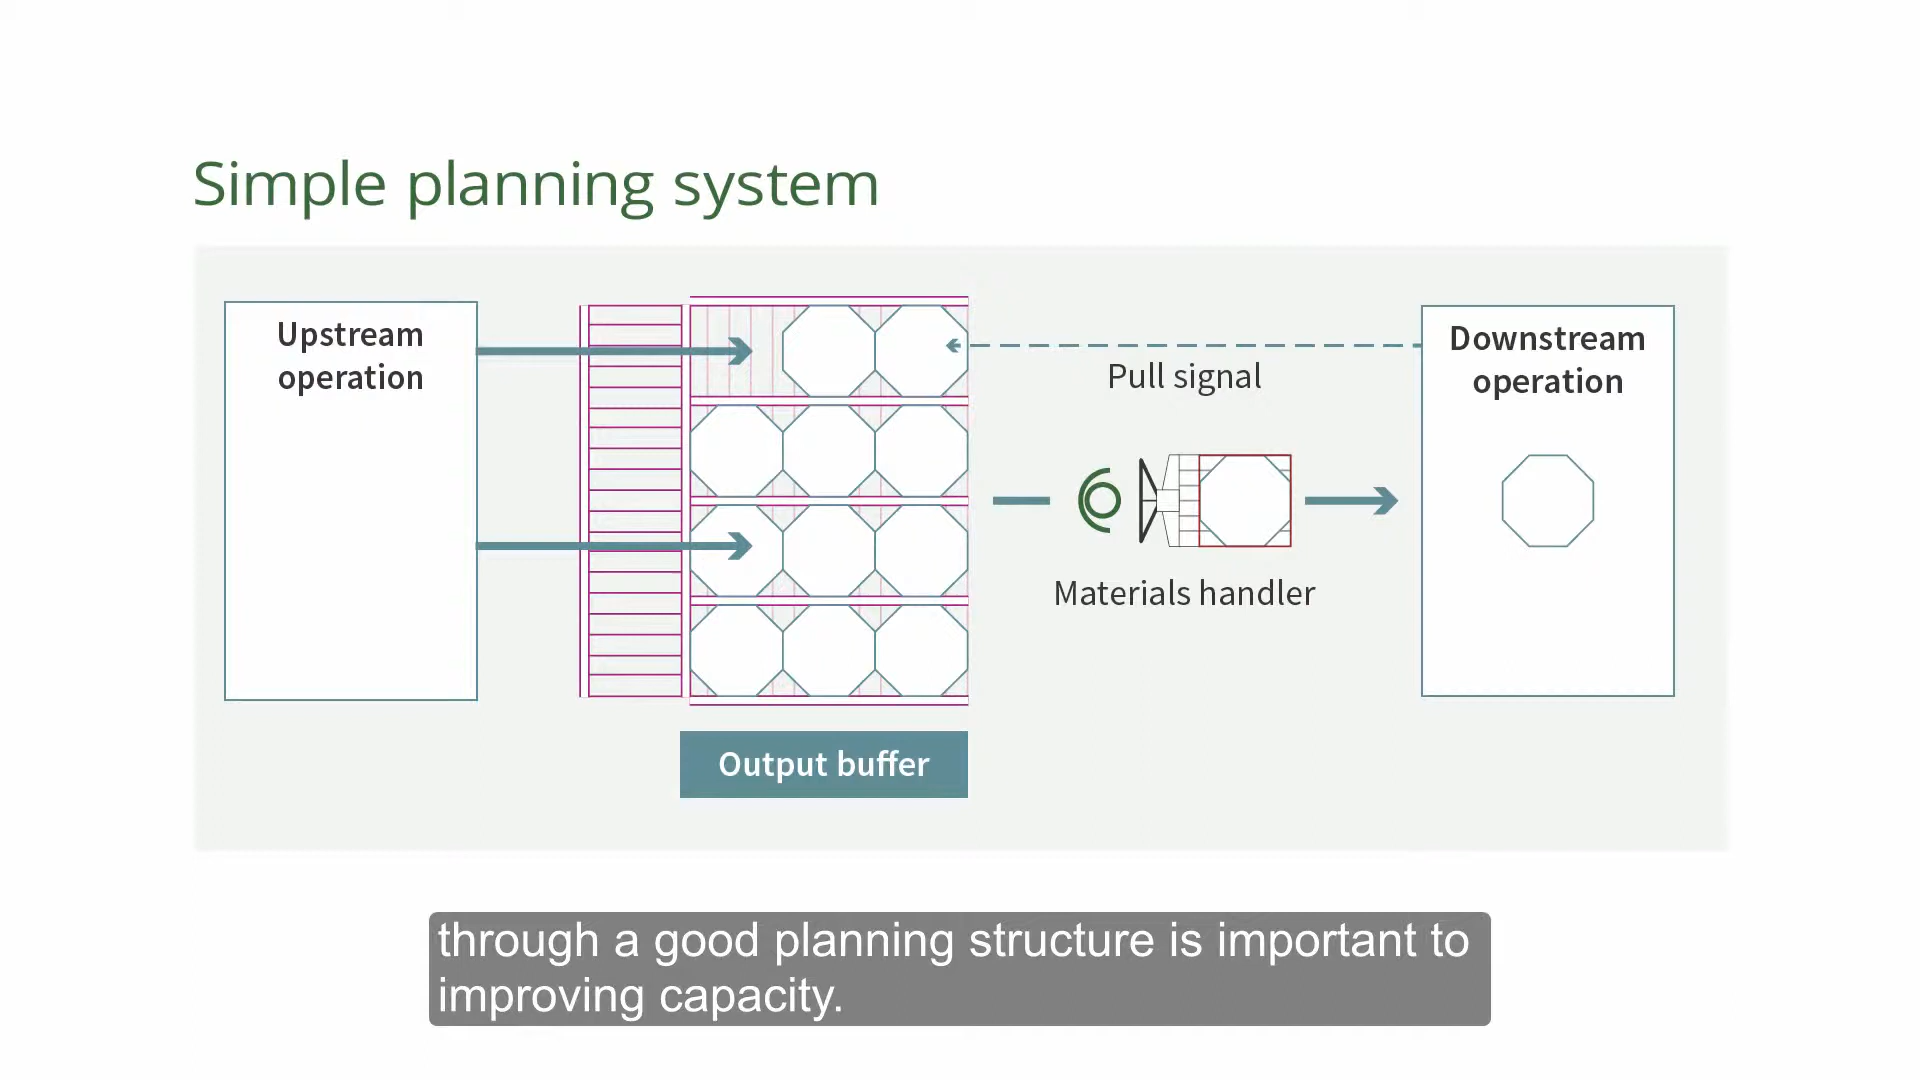 Simple planning system
Upstream
operation
Pull signal
Downstream
operation
Materials handler
Output buffer
through a good planning structure is important to
improving capacity.